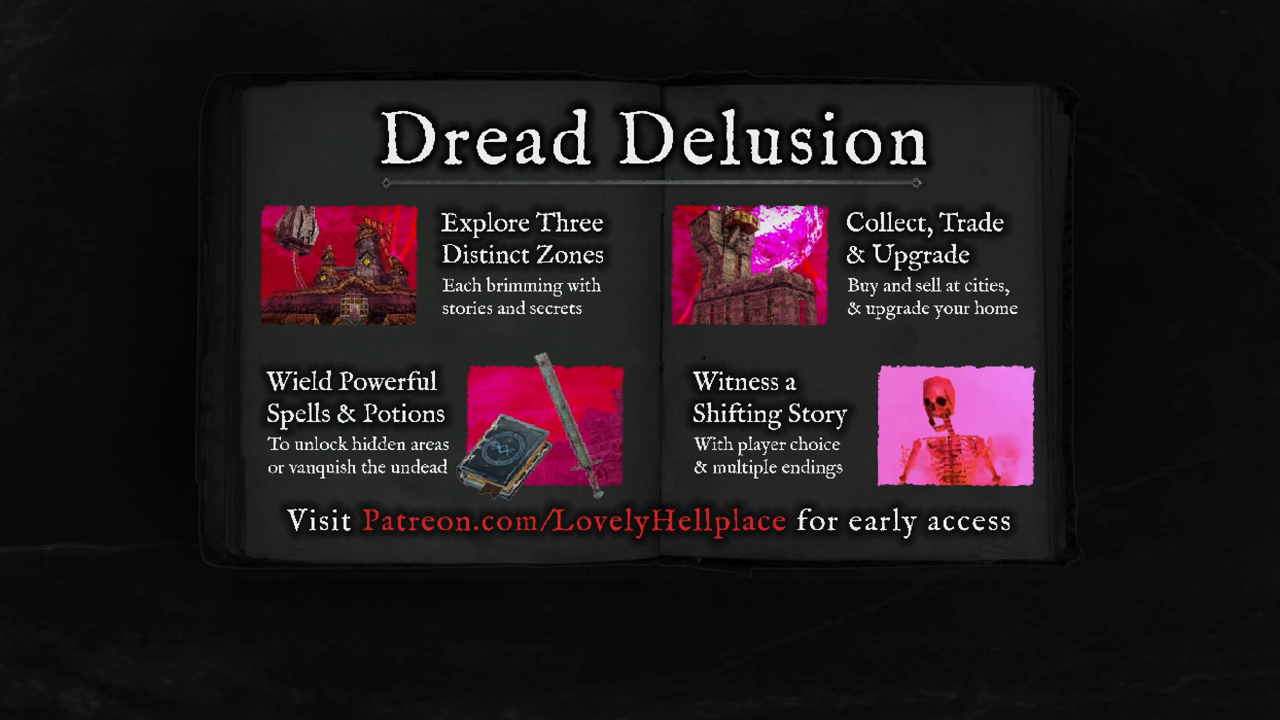 Dread Delusion
Explore Three
Distinct Zones
Each brimming with
stories and secrets
Collect, Trade
& Upgrade
Buy and sell at cities,
& upgrade your home
Wield Powerful
Spells & Potions
To unlock hidden areas
or vanquish the undead
Witness a
Shifting Story
With player choice
& multiple endings
Visit Patreon.com/LovelyHellplace for early access